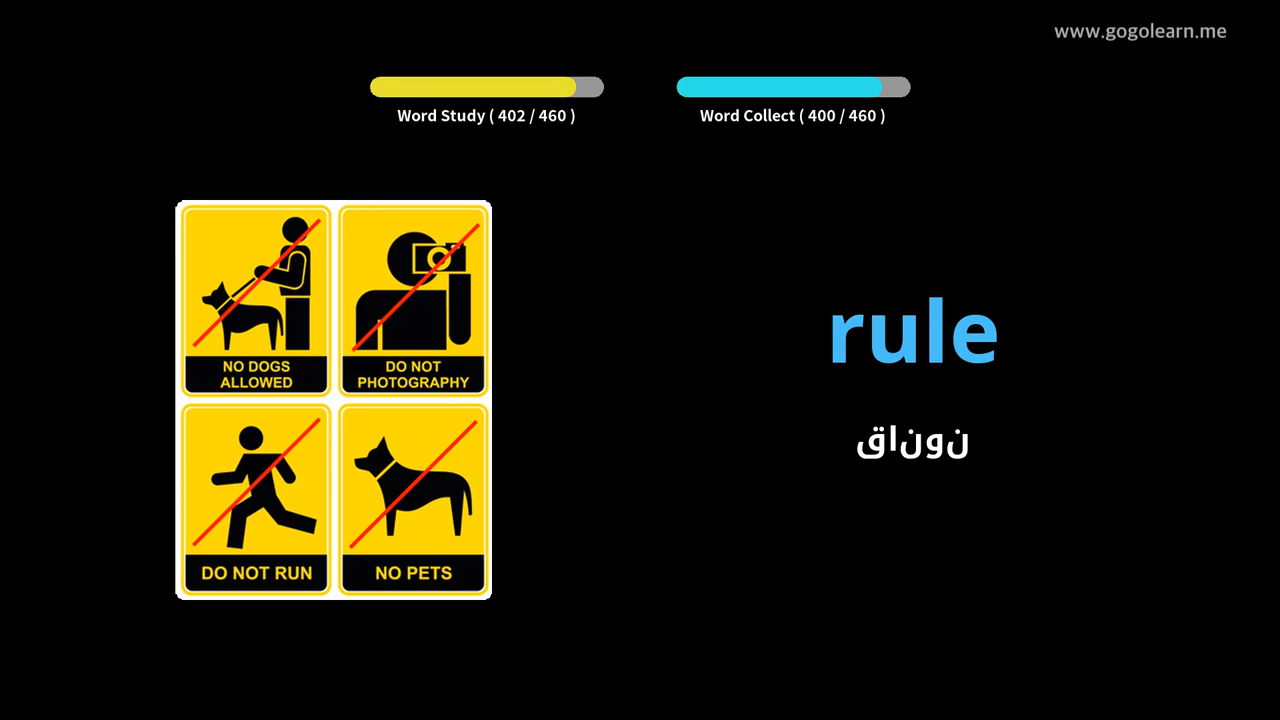 www.gogolearn.me
Word Study ( 402 / 460 )
Word Collect ( 400 / 460 )
NO DOGS
ALLOWED
DO NOT
PHOTOGRAPHY
DO NOT RUN
NO PETS
rule
نوناق